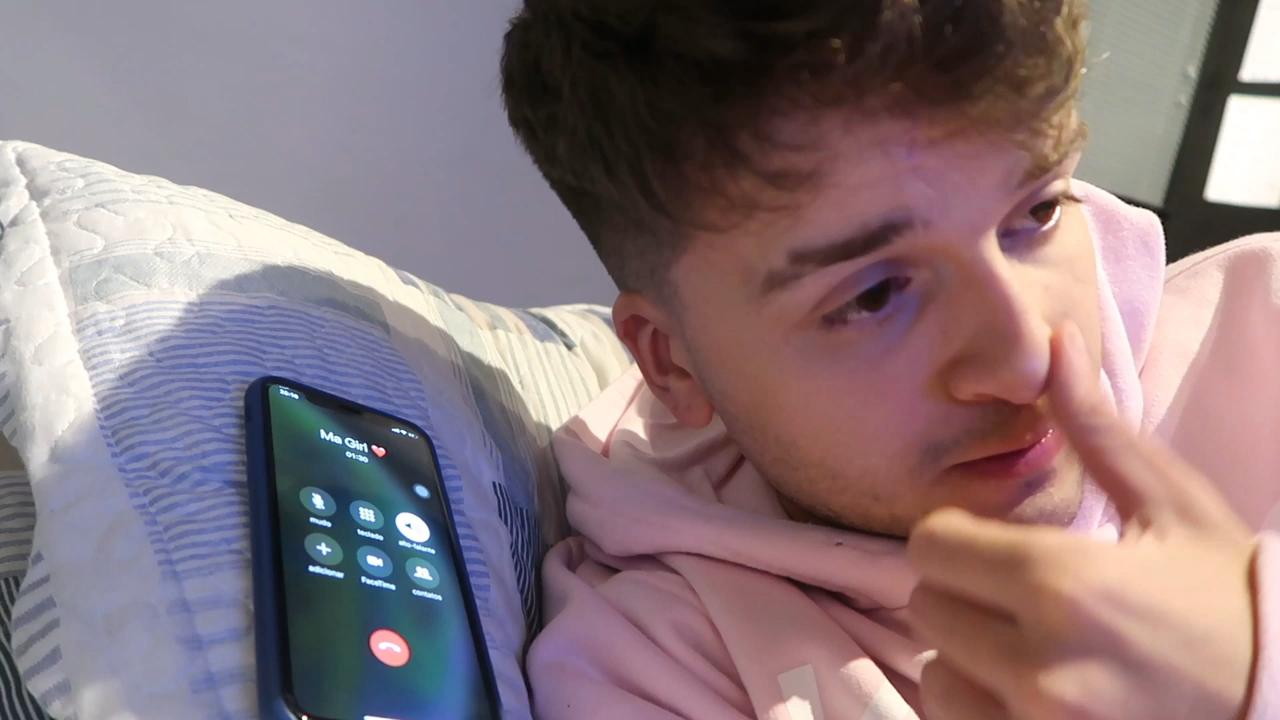 Ma Girl ❤️
01:30
mudo
teclado
alto-falante
adicionar
FaceTime
contatos